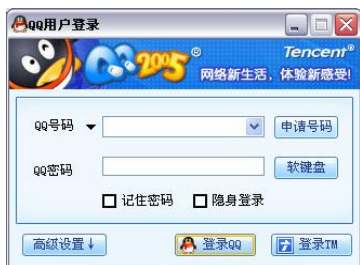 QQ用户登录
Tencent®
QQ2005®
网络新生活，体验新感受!
QQ号码
申请号码
QQ密码
软键盘
记住密码 隐身登录
高级设置↓ 登录QQ 登录TM